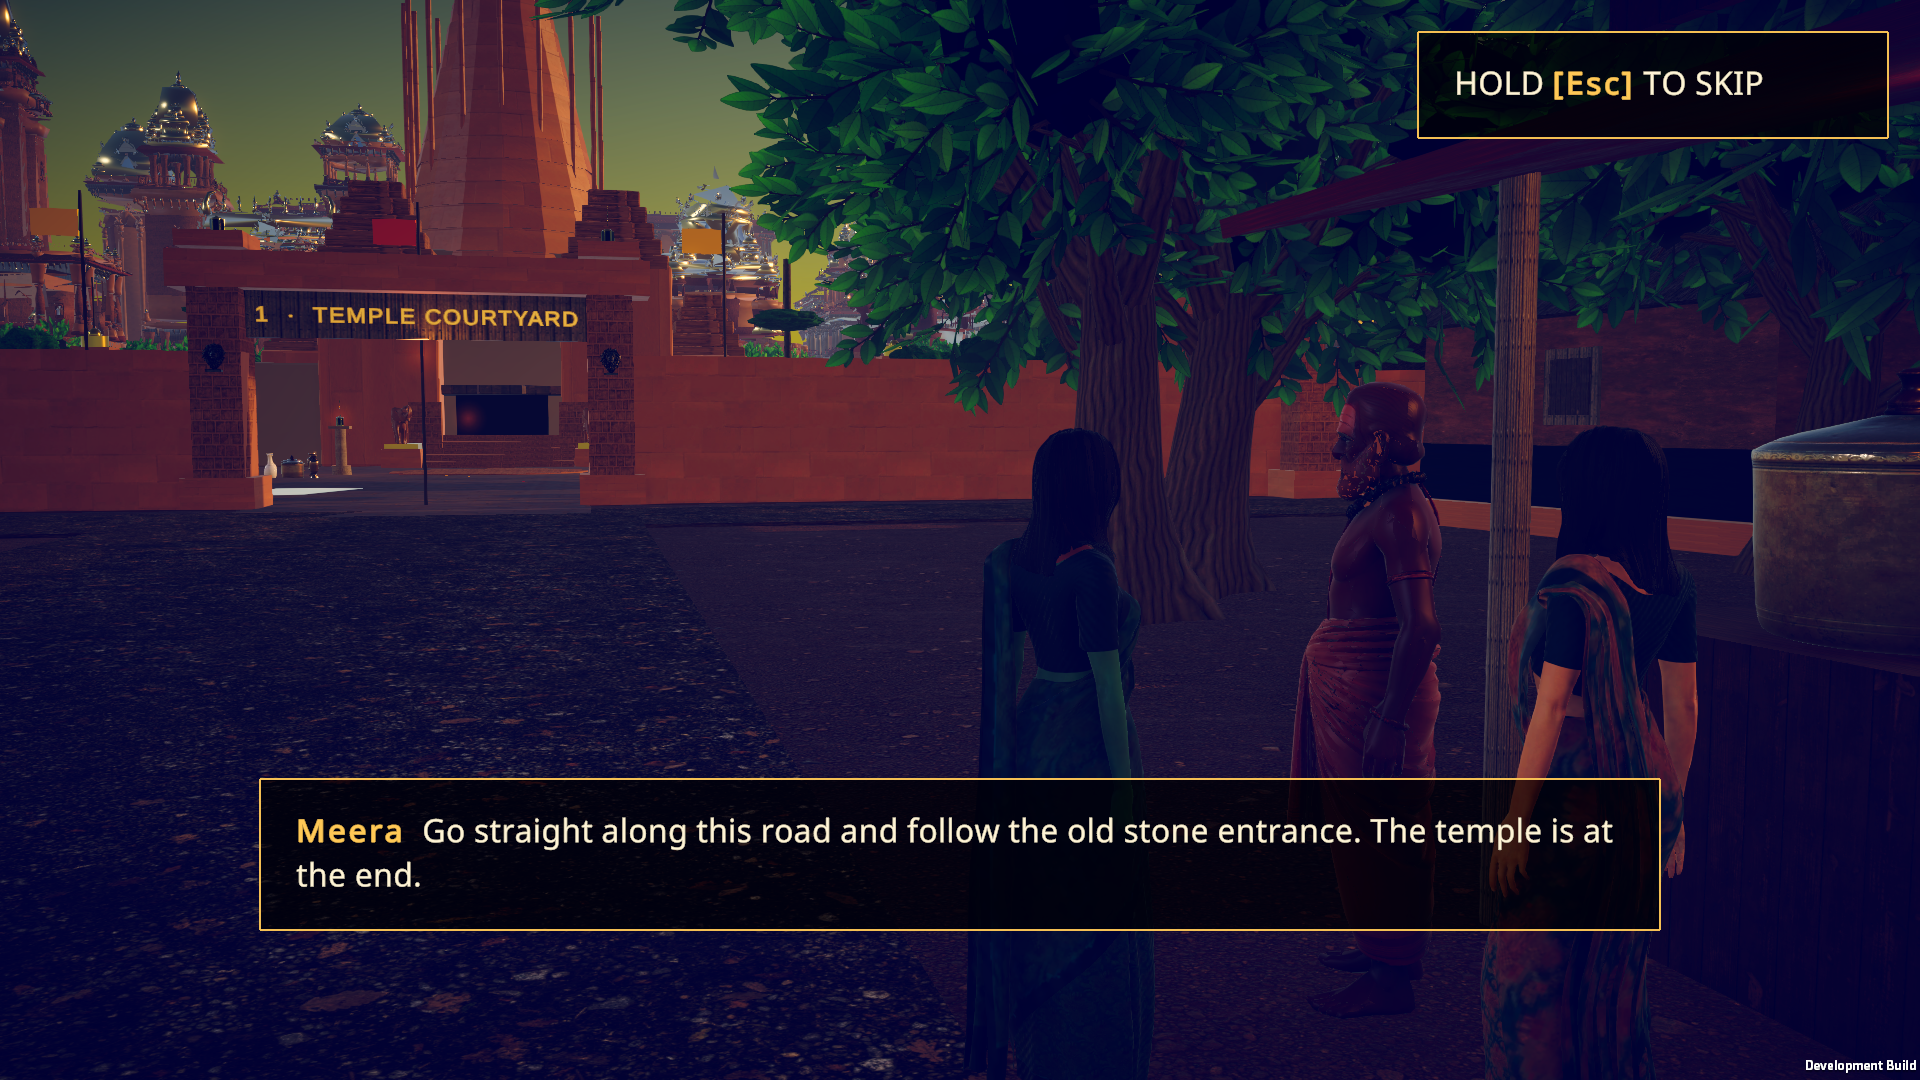 HOLD [Esc] TO SKIP
1 · TEMPLE COURTYARD
Meera Go straight along this road and follow the old stone entrance. The temple is at
the end.
Development Build